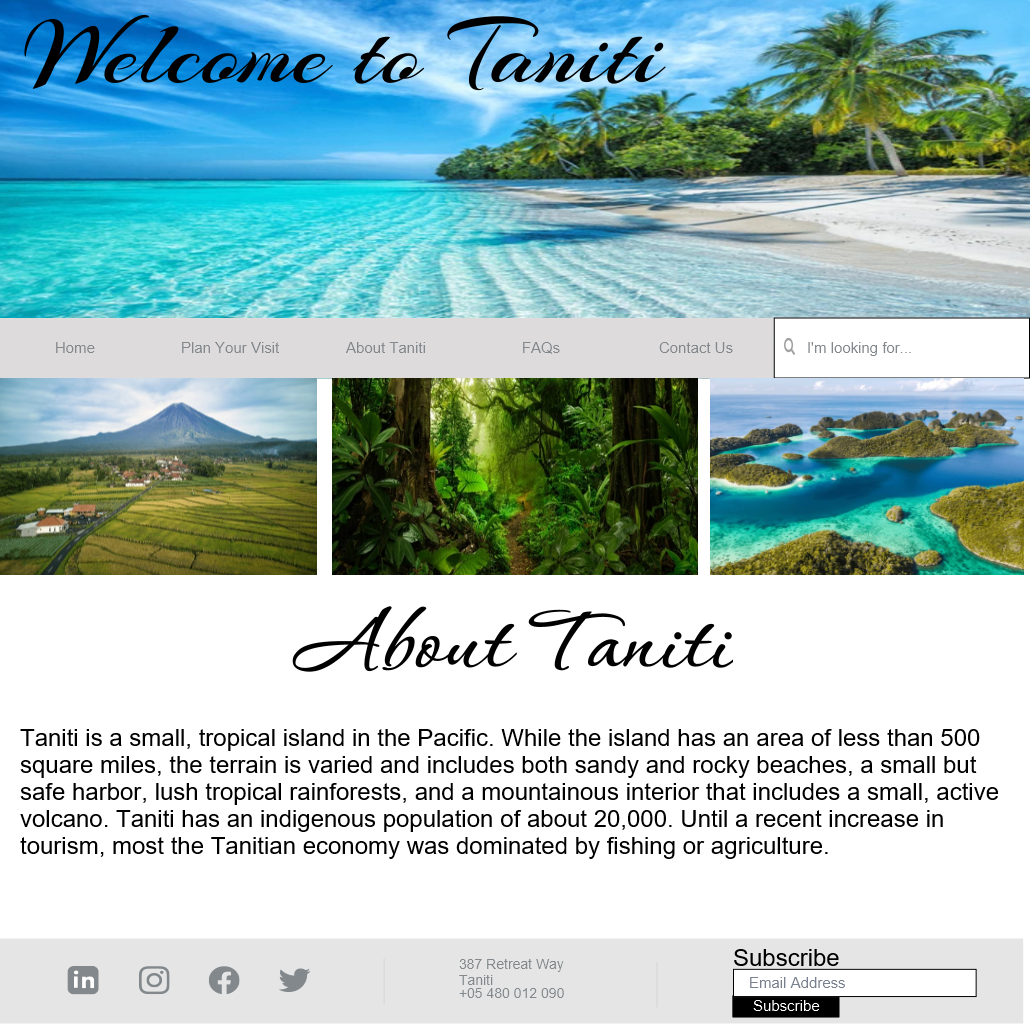 Welcome to Taniti
Home
Plan Your Visit
About Taniti
FAQs
Contact Us
I'm looking for...
About Taniti
Taniti is a small, tropical island in the Pacific. While the island has an area of less than 500
square miles, the terrain is varied and includes both sandy and rocky beaches, a small but
safe harbor, lush tropical rainforests, and a mountainous interior that includes a small, active
volcano. Taniti has an indigenous population of about 20,000. Until a recent increase in
tourism, most the Tanitian economy was dominated by fishing or agriculture.
in
387 Retreat Way
Taniti
+05 480 012 090
Subscribe
Email Address
Subscribe